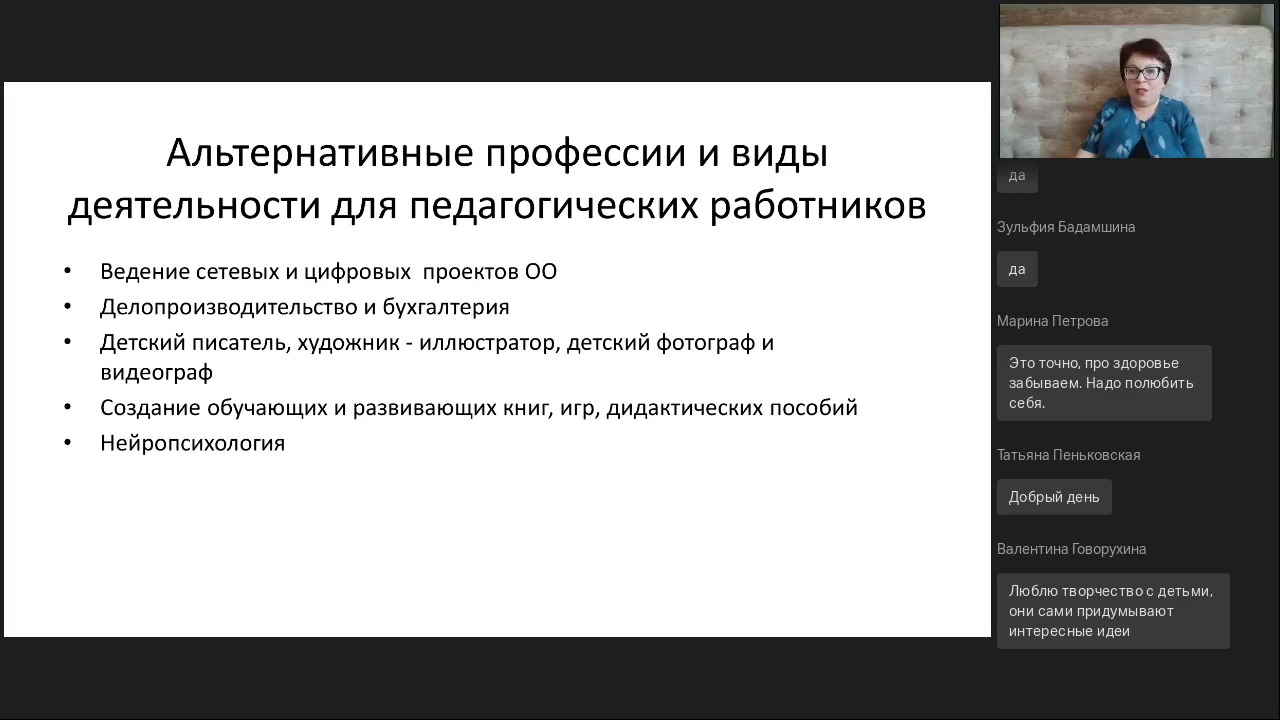 Альтернативные профессии и виды
деятельности для педагогических работников
• Ведение сетевых и цифровых  проектов ОО
• Делопроизводительство и бухгалтерия
• Детский писатель, художник - иллюстратор, детский фотограф и
видеограф
• Создание обучающих и развивающих книг, игр, дидактических пособий
• Нейропсихология
да
Зульфия Бадамшина
да
Марина Петрова
Это точно, про здоровье
забываем. Надо полюбить
себя.
Татьяна Пеньковская
Добрый день
Валентина Говорухина
Люблю творчество с детьми,
они сами придумывают
интересные идеи